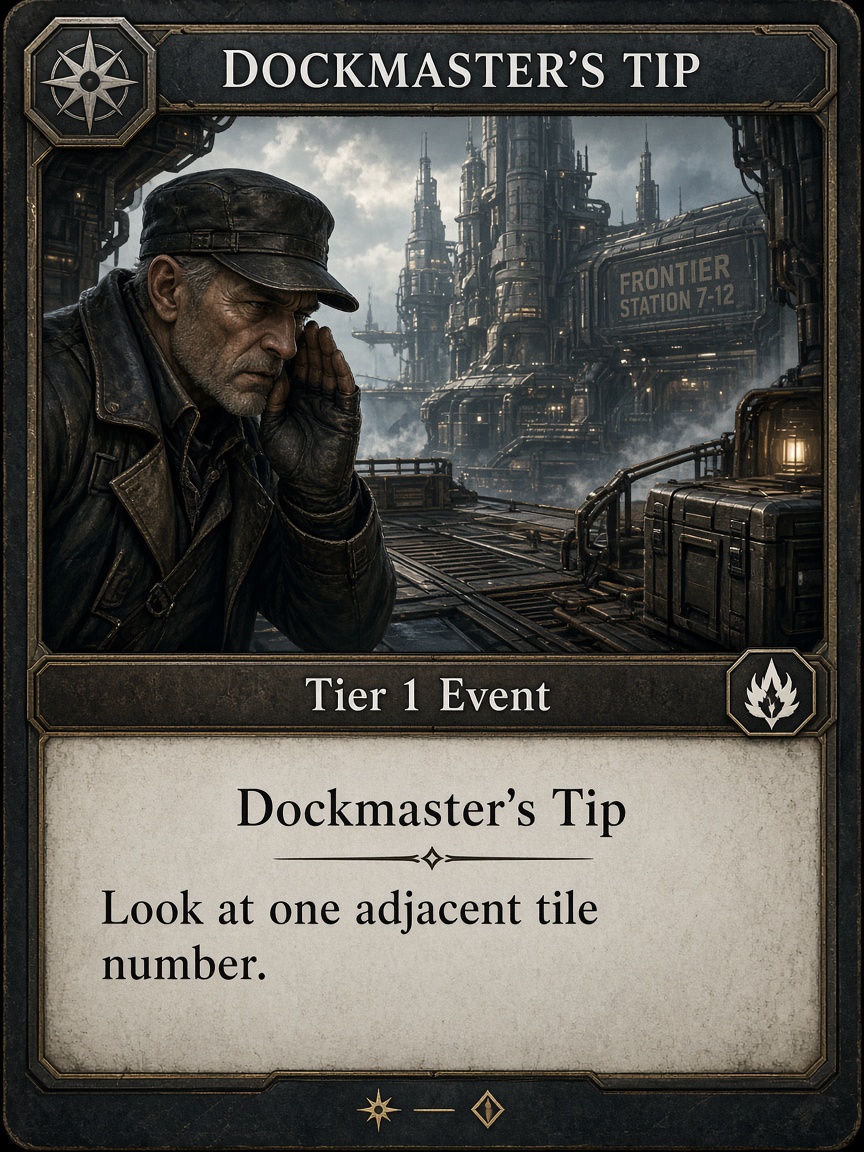 DOCKMASTER’S TIP
FRONTIER
STATION 7-12
Tier 1 Event
Dockmaster’s Tip
Look at one adjacent tile
number.